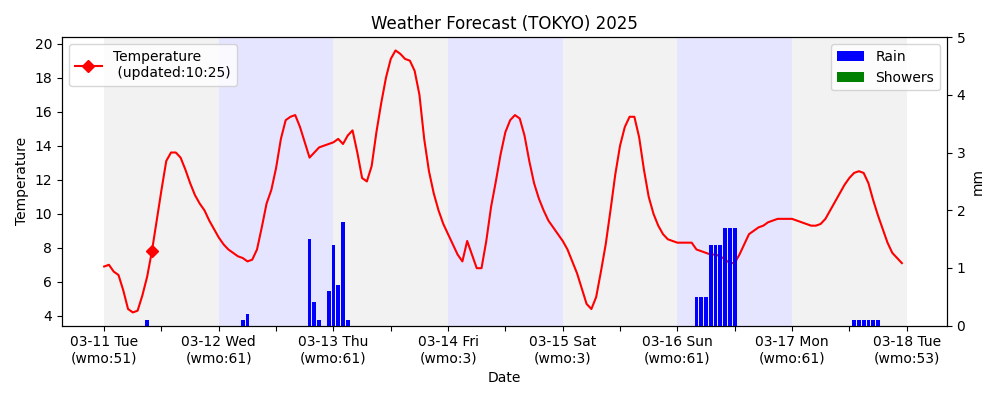 Weather Forecast (TOKYO) 2025
Temperature
(updated:10:25)
Rain
Showers
Temperature
20
18
16
14
12
10
8
6
4
5
4
3
2
1
0
mm
03-11 Tue
(wmo:51)
03-12 Wed
(wmo:61)
03-13 Thu
(wmo:61)
03-14 Fri
(wmo:3)
03-15 Sat
(wmo:3)
03-16 Sun
(wmo:61)
03-17 Mon
(wmo:61)
03-18 Tue
(wmo:53)
Date